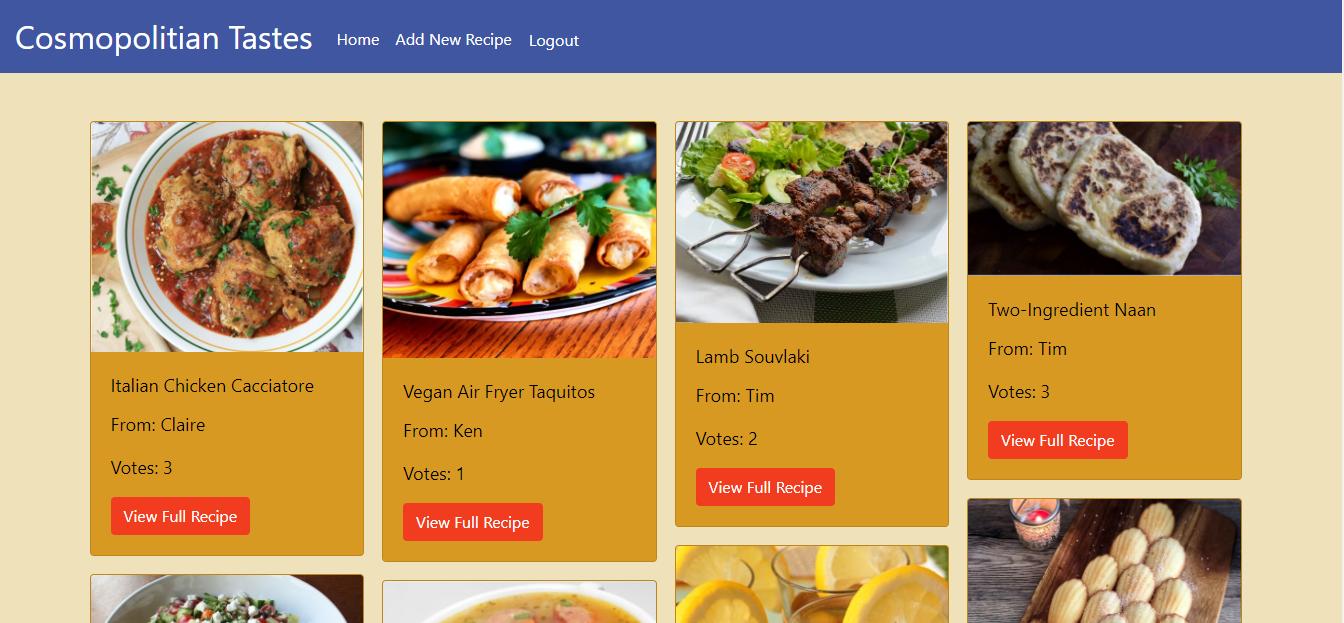 Cosmopolitian Tastes
Home
Add New Recipe
Logout
Italian Chicken Cacciatore
From: Claire
Votes: 3
View Full Recipe
Vegan Air Fryer Taquitos
From: Ken
Votes: 1
View Full Recipe
Lamb Souvlaki
From: Tim
Votes: 2
View Full Recipe
Two-Ingredient Naan
From: Tim
Votes: 3
View Full Recipe